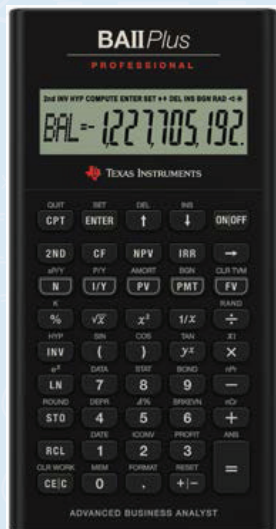 BAII Plus
PROFESSIONAL
2nd INV HYP COMPUTE ENTER SET ↑↓ DEL INS BGN RAD ◁ *
BAL=-1,227,705,192.
TEXAS INSTRUMENTS
QUIT SET DEL INS
CPT ENTER ↑ ↓ ON|OFF
2ND CF NPV IRR →
xP/Y P/Y AMORT BGN CLR TVM
N I/Y PV PMT FV
K RAND
% √x x² 1/x ÷
HYP SIN COS TAN X!
INV ( ) yˣ ×
eˣ DATA STAT BOND nPr
LN 7 8 9 −
ROUND DEPR Δ% BRKEVN nCr
STO 4 5 6 +
DATE ICONV PROFIT ANS
RCL 1 2 3 =
CLR WORK MEM FORMAT RESET
CE|C 0 . +|−
ADVANCED BUSINESS ANALYST